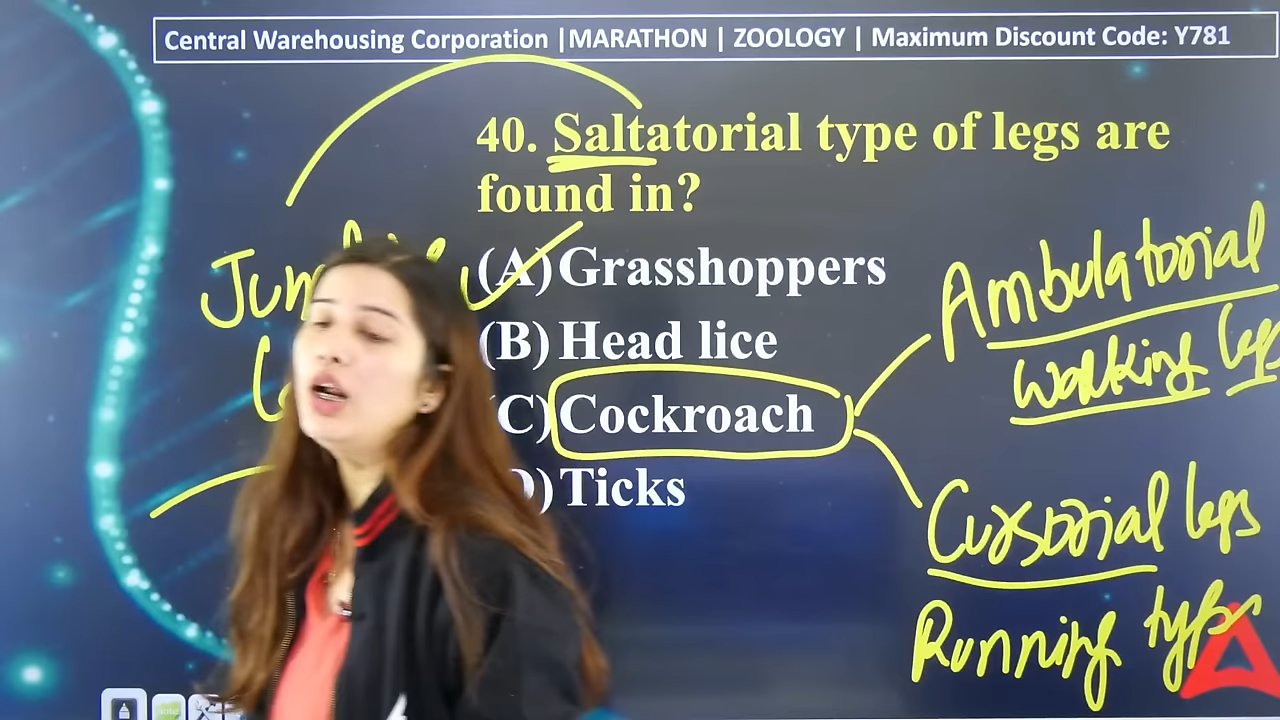 Central Warehousing Corporation |MARATHON | ZOOLOGY | Maximum Discount Code: Y781
40. Saltatorial type of legs are
found in?
(A) Grasshoppers
(B) Head lice
(C) Cockroach
) Ticks
Ambulatorial
walking legs
Cursorial legs
Running type